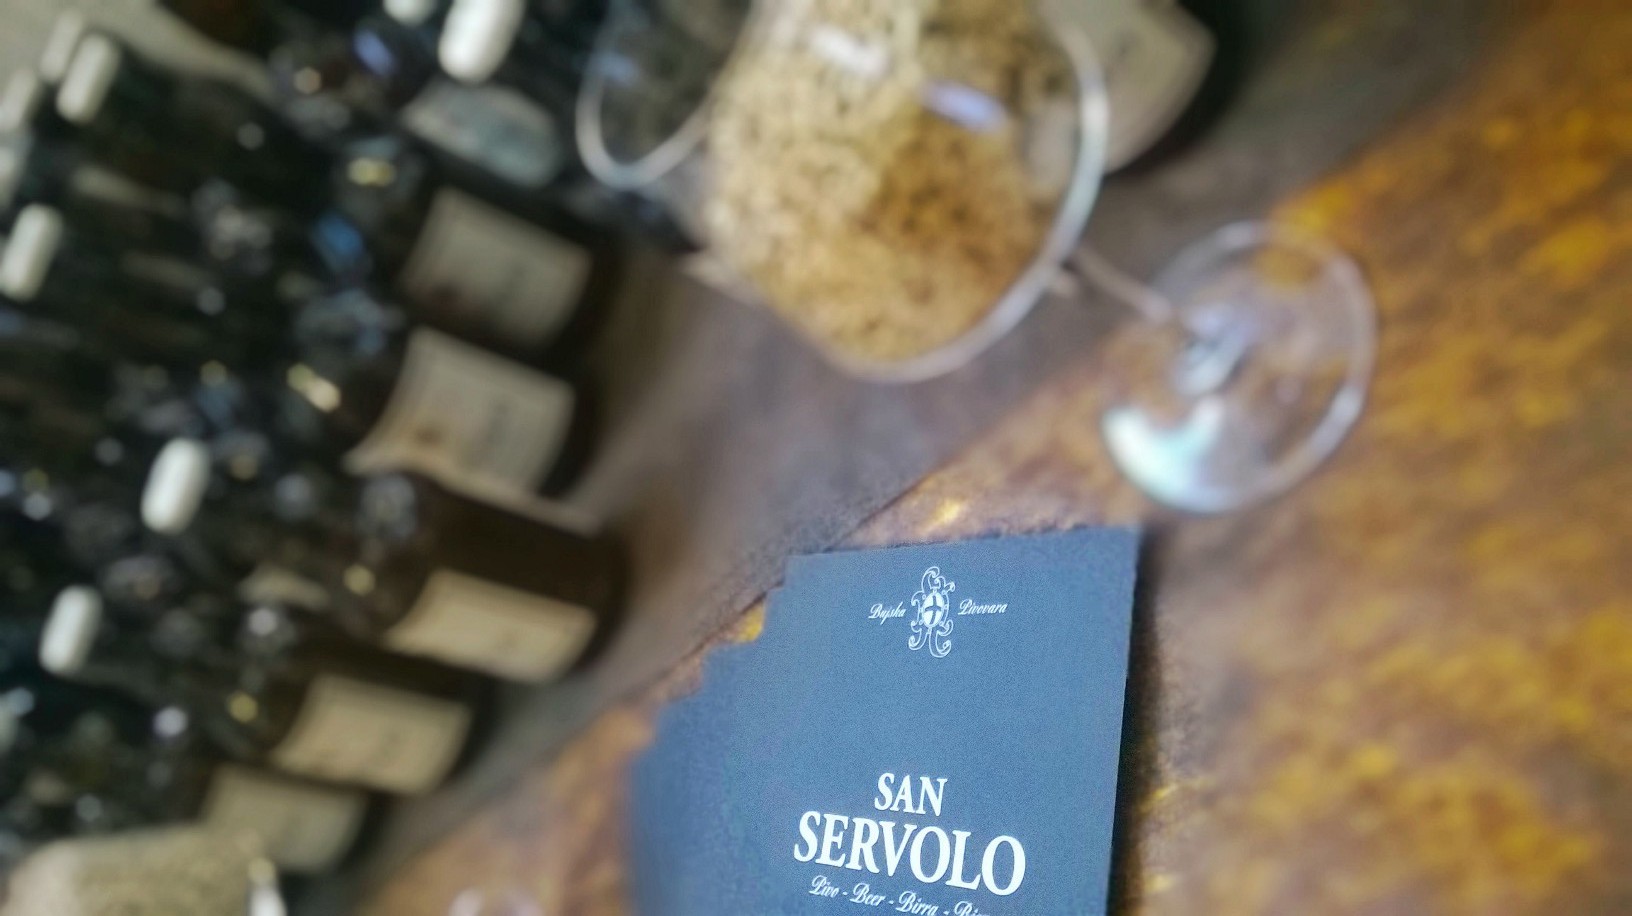 Bujska Pivovara
SAN
SERVOLO
Pivo - Beer - Birra -